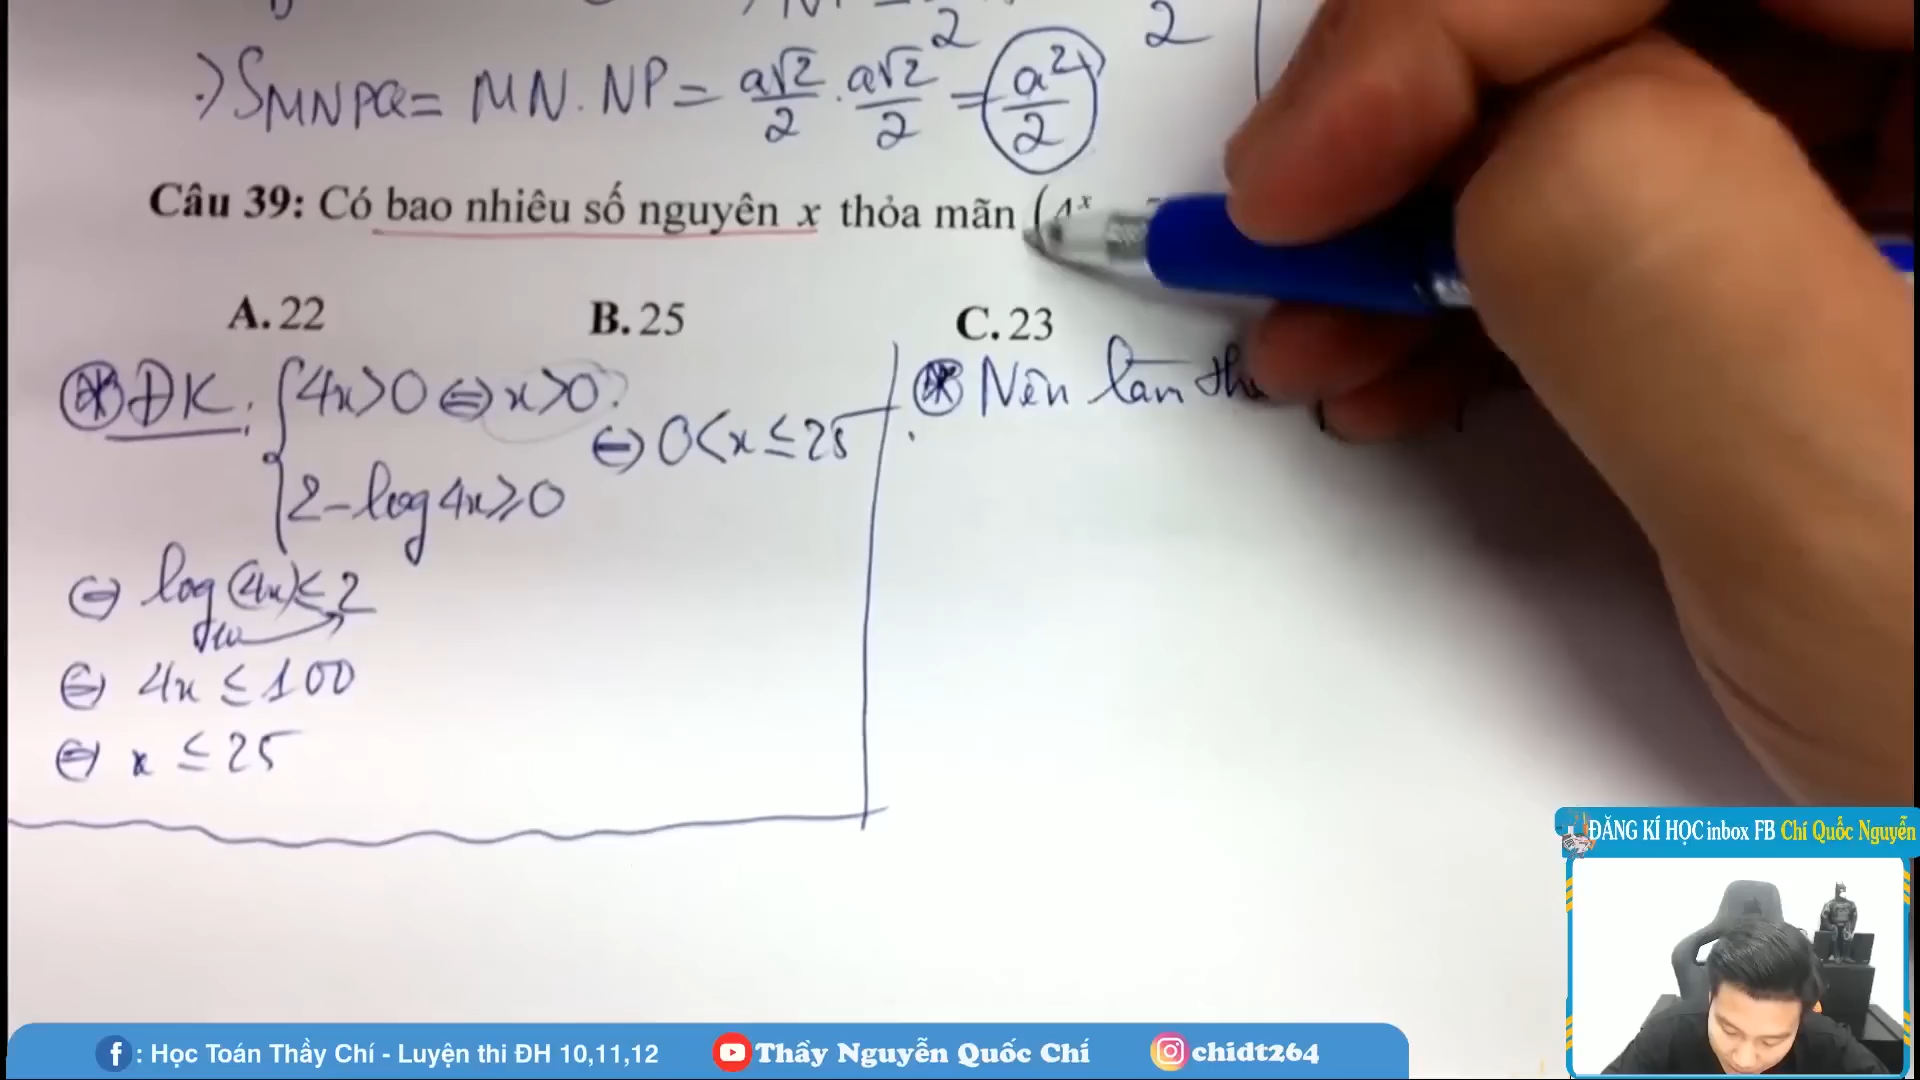 2 2
⇒ S_MNPQ = MN . NP = a√2/2 . a√2/2 = a²/2
Câu 39: Có bao nhiêu số nguyên x thỏa mãn (4ˣ
A. 22 B. 25 C. 23
ĐK: { 4x>0 ⇔ x>0
⇔ 0<x≤25
2-log4x≥0
⇔ log(4x)≤2
⇔ 4x ≤ 100
⇔ x ≤ 25
Nên làm
ĐĂNG KÍ HỌC inbox FB Chí Quốc Nguyễn
f : Học Toán Thầy Chí - Luyện thi ĐH 10,11,12 Thầy Nguyễn Quốc Chí chidt264